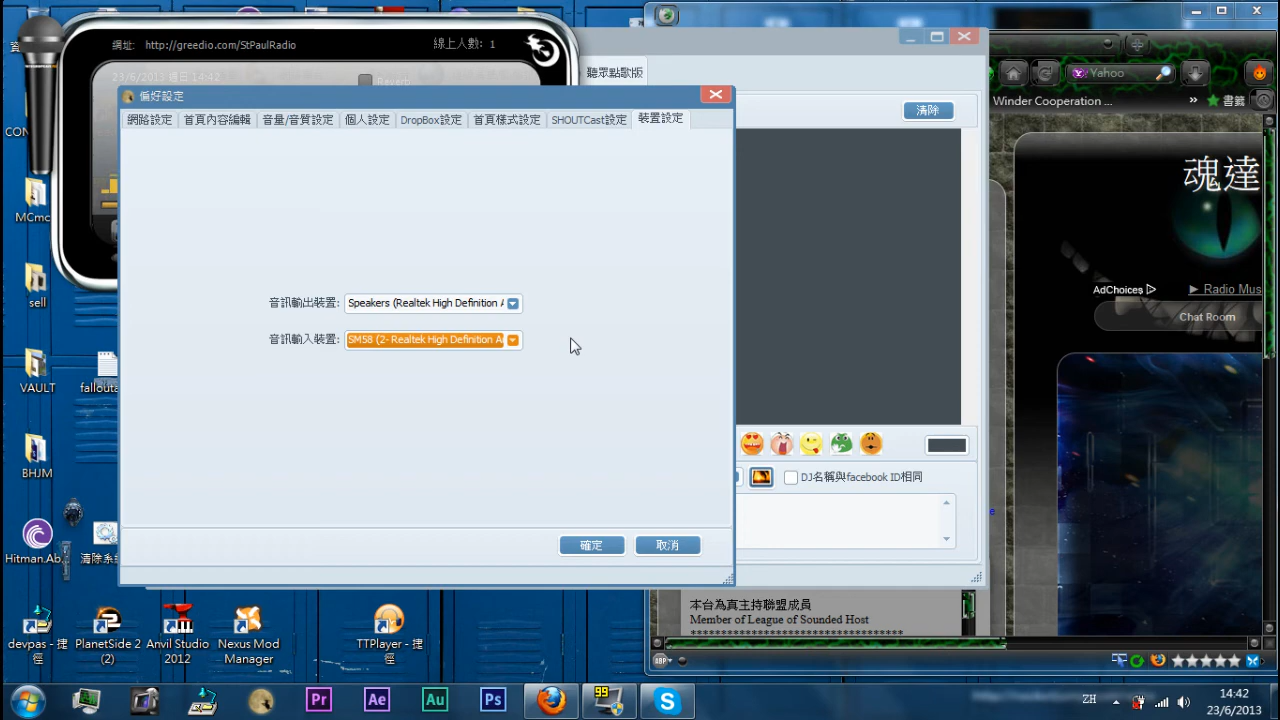 網址: http://greedio.com/StPaulRadio
線上人數: 1
23/6/2013 週日 14:42
Reverb
聽眾點歌版
偏好設定
網路設定
首頁內容編輯
音量/音質設定
個人設定
DropBox設定
首頁樣式設定
SHOUTCast設定
裝置設定
音訊輸出裝置: Speakers (Realtek High Definition A
音訊輸入裝置: SM58 (2- Realtek High Definition A
確定
取消
清除
DJ名稱與facebook ID相同
Yahoo
Winder Cooperation ...
書籤
魂達
AdChoices
Radio Mus
Chat Room
本台為真主持聯盟成員
Member of League of Sounded Host
**********************************
ABP
MCmc
sell
VAULT
fallout
BHJM
Hitman.Ab
清除系
devpas - 捷徑
PlanetSide 2 (2)
Anvil Studio 2012
Nexus Mod Manager
TTPlayer - 捷徑
Pr
Ae
Au
Ps
99
ZH
14:42
23/6/2013